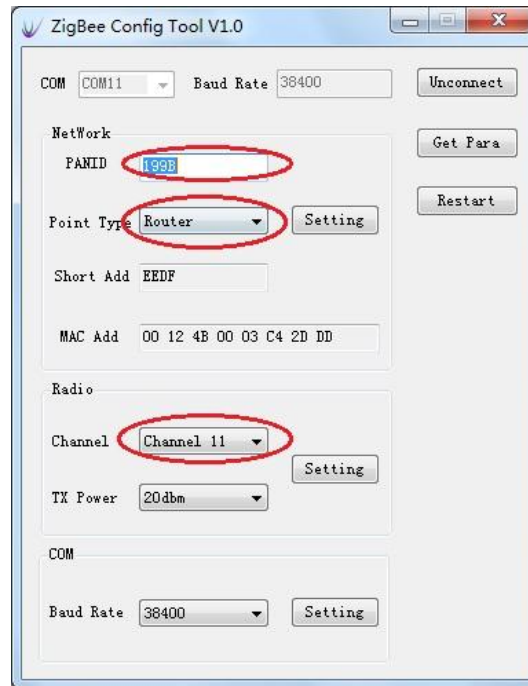 ZigBee Config Tool V1.0
COM COM11 Baud Rate 38400 Unconnect
NetWork
Get Para
PANID 199B
Restart
Point Type Router Setting
Short Add EEDF
MAC Add 00 12 4B 00 03 C4 2D DD
Radio
Channel Channel 11
Setting
TX Power 20dbm
COM
Baud Rate 38400 Setting